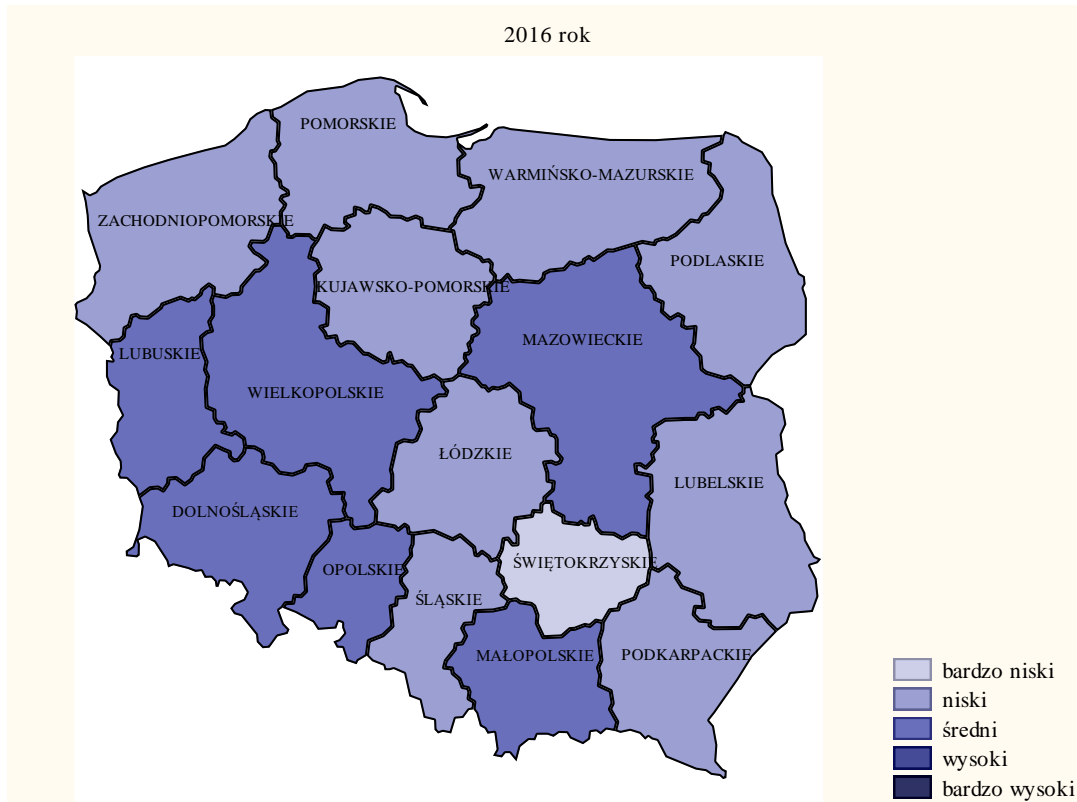 2016 rok
POMORSKIE
WARMIŃSKO-MAZURSKIE
ZACHODNIOPOMORSKIE
PODLASKIE
KUJAWSKO-POMORSKIE
MAZOWIECKIE
LUBUSKIE
WIELKOPOLSKIE
ŁÓDZKIE
LUBELSKIE
DOLNOŚLĄSKIE
ŚWIĘTOKRZYSKIE
OPOLSKIE
ŚLĄSKIE
MAŁOPOLSKIE
PODKARPACKIE
bardzo niski
niski
średni
wysoki
bardzo wysoki